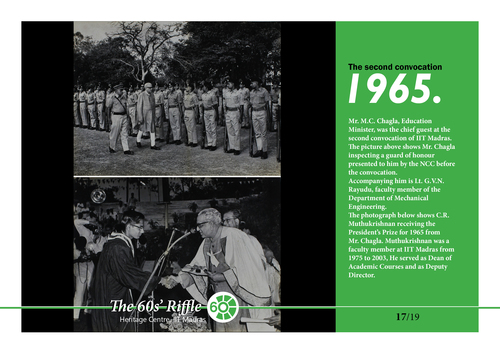 The second convocation
1965.
Mr. M.C. Chagla, Education
Minister, was the chief guest at the
second convocation of IIT Madras.
The picture above shows Mr. Chagla
inspecting a guard of honour
presented to him by the NCC before
the convocation.
Accompanying him is Lt. G.V.N.
Rayudu, faculty member of the
Department of Mechanical
Engineering.
The photograph below shows C.R.
Muthukrishnan receiving the
President's Prize for 1965 from
Mr. Chagla. Muthukrishnan was a
faculty member at IIT Madras from
1975 to 2003, He served as Dean of
Academic Courses and as Deputy
Director.
The 60s' Riffle
60
Heritage Centre, IIT Madras
17/19